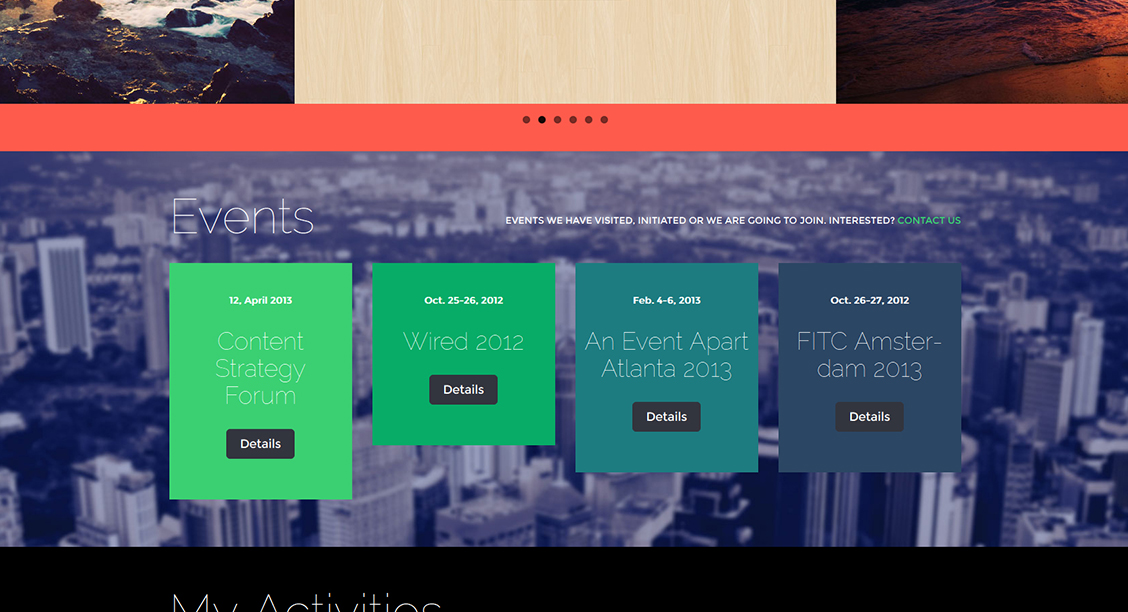 Events
EVENTS WE HAVE VISITED, INITIATED OR WE ARE GOING TO JOIN. INTERESTED? CONTACT US
12, April 2013
Content
Strategy
Forum
Details
Oct. 25-26, 2012
Wired 2012
Details
Feb. 4-6, 2013
An Event Apart
Atlanta 2013
Details
Oct. 26-27, 2012
FITC Amster-
dam 2013
Details
My Activities